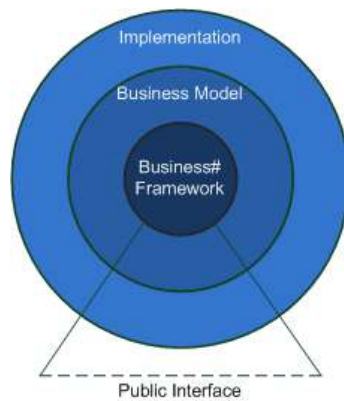 Implementation
Business Model
Business#
Framework
Public Interface